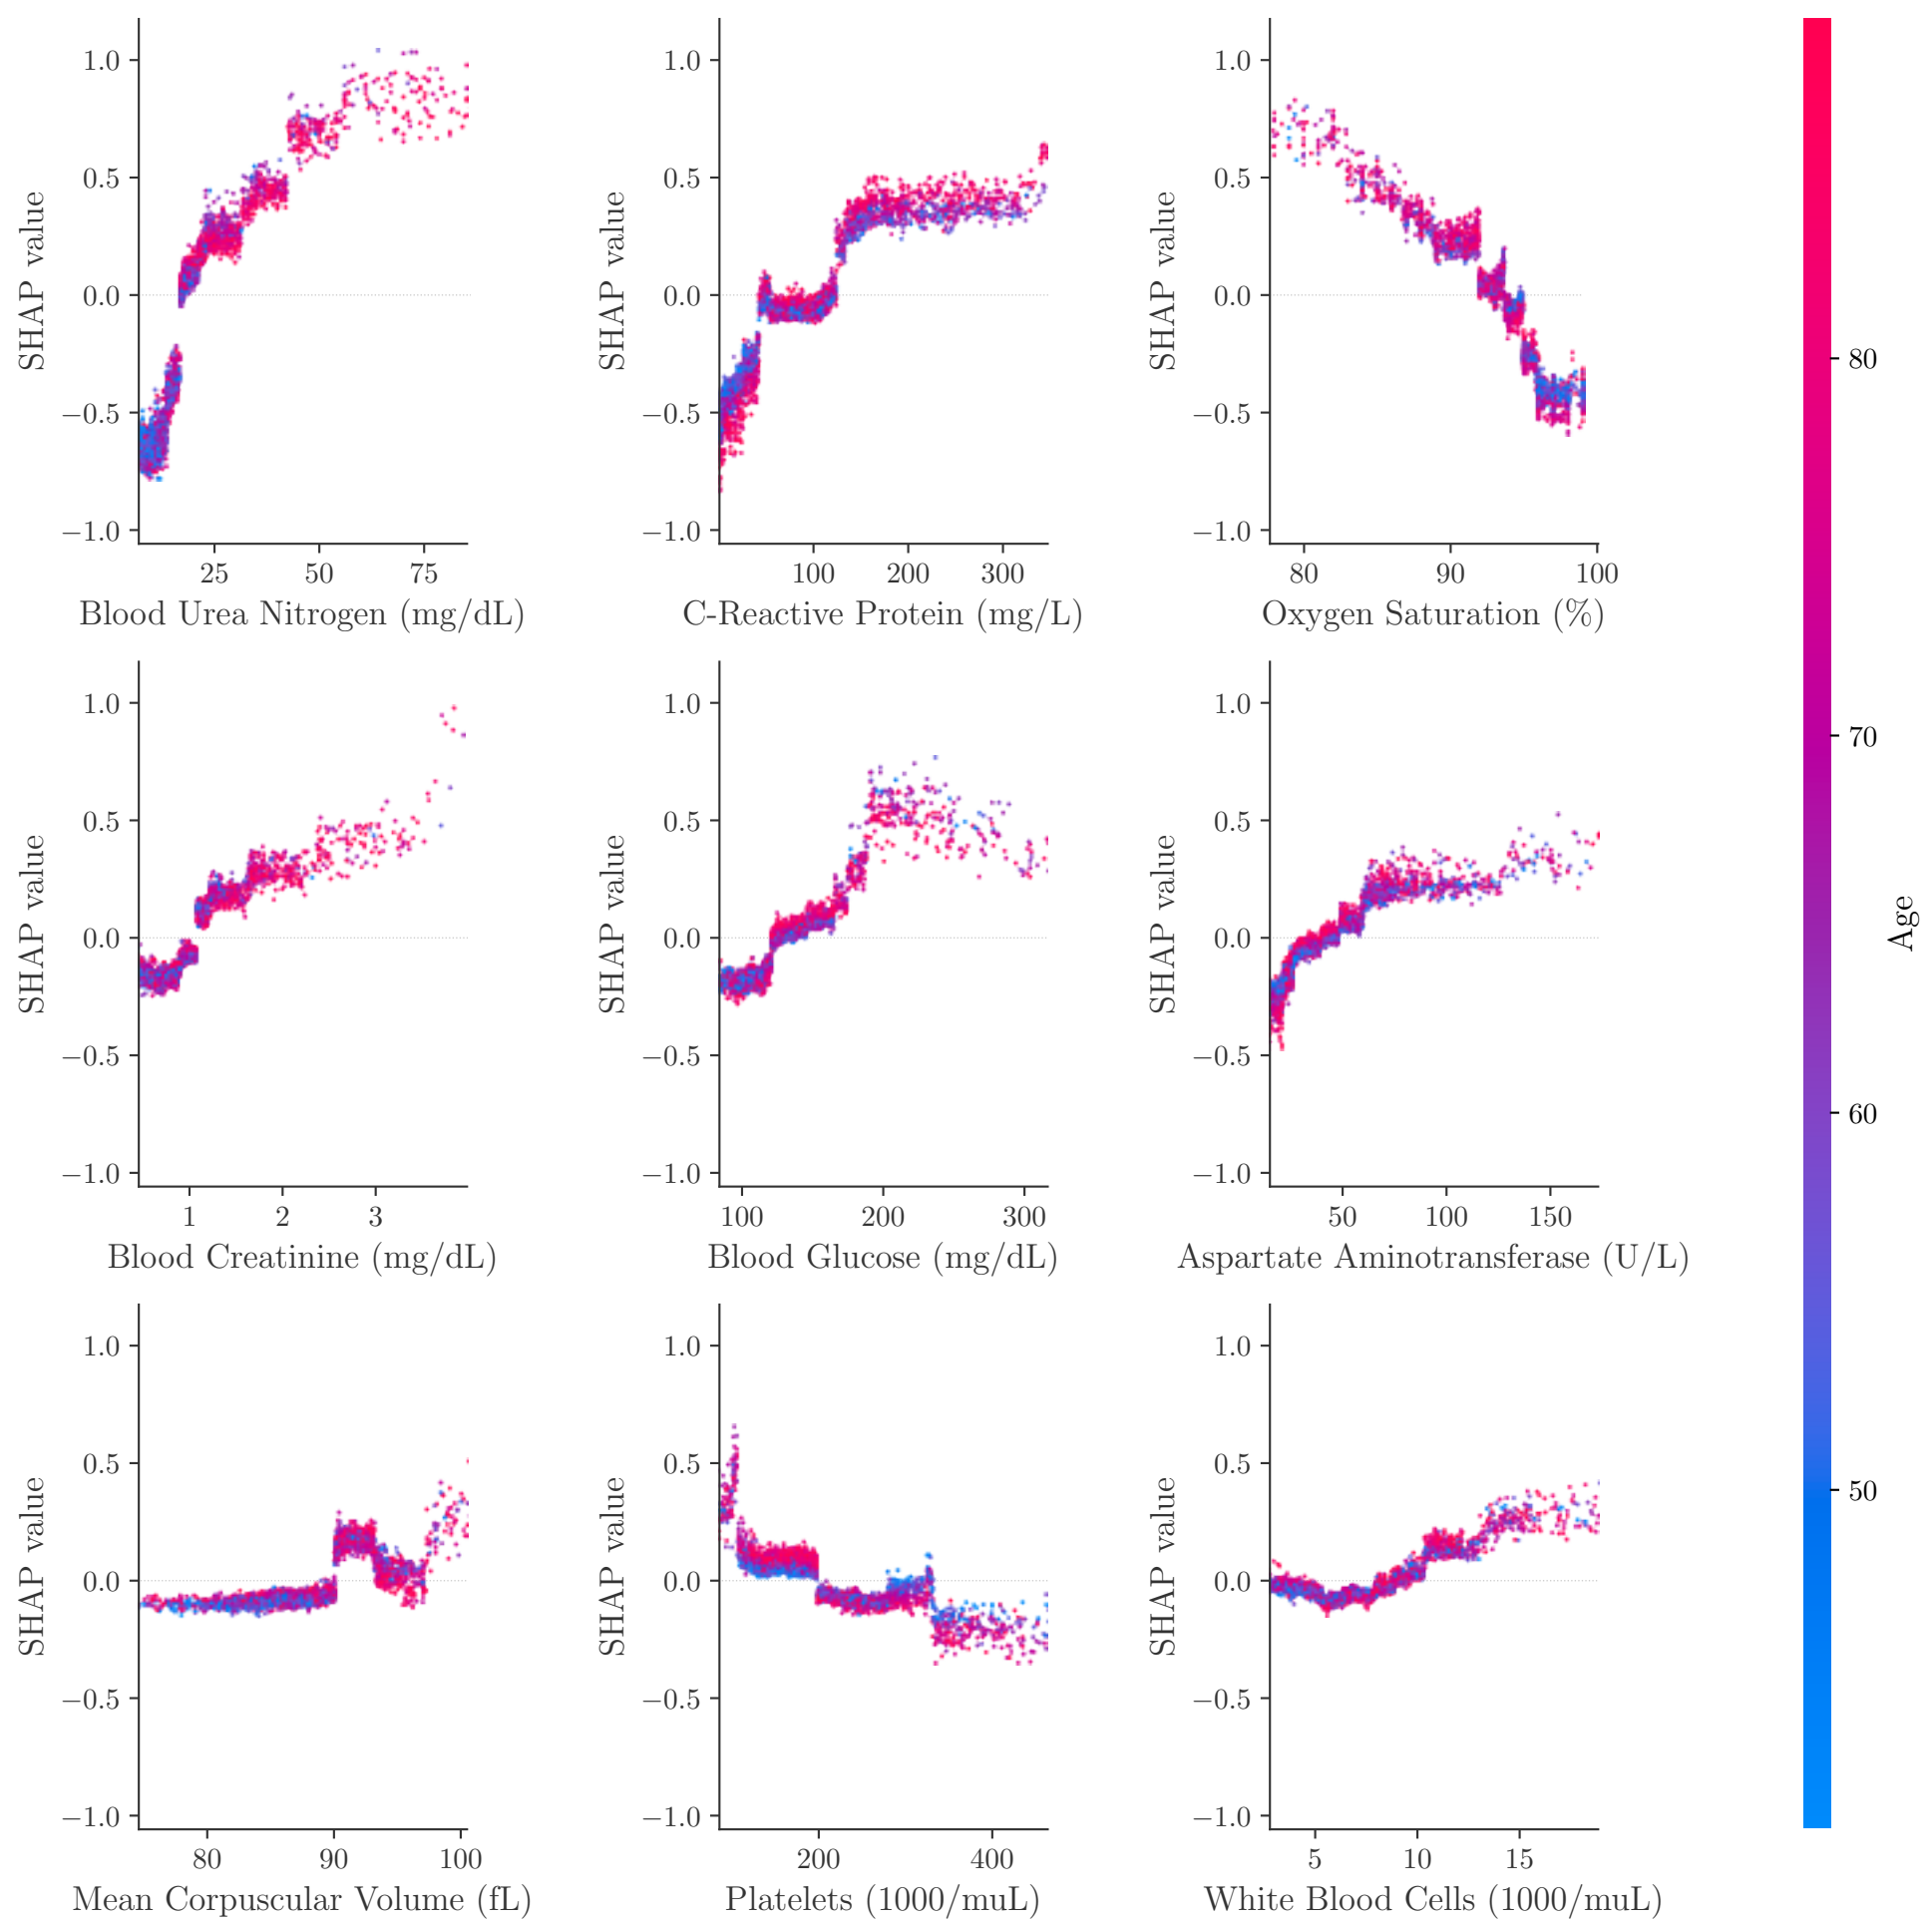 1.0
0.5
0.0
−0.5
−1.0
SHAP value
25 50 75
Blood Urea Nitrogen (mg/dL)
1.0
0.5
0.0
−0.5
−1.0
SHAP value
100 200 300
C-Reactive Protein (mg/L)
1.0
0.5
0.0
−0.5
−1.0
SHAP value
80 90 100
Oxygen Saturation (%)
1.0
0.5
0.0
−0.5
−1.0
SHAP value
1 2 3
Blood Creatinine (mg/dL)
1.0
0.5
0.0
−0.5
−1.0
SHAP value
100 200 300
Blood Glucose (mg/dL)
1.0
0.5
0.0
−0.5
−1.0
SHAP value
50 100 150
Aspartate Aminotransferase (U/L)
1.0
0.5
0.0
−0.5
−1.0
SHAP value
80 90 100
Mean Corpuscular Volume (fL)
1.0
0.5
0.0
−0.5
−1.0
SHAP value
200 400
Platelets (1000/muL)
1.0
0.5
0.0
−0.5
−1.0
SHAP value
5 10 15
White Blood Cells (1000/muL)
80
70
60
50
Age